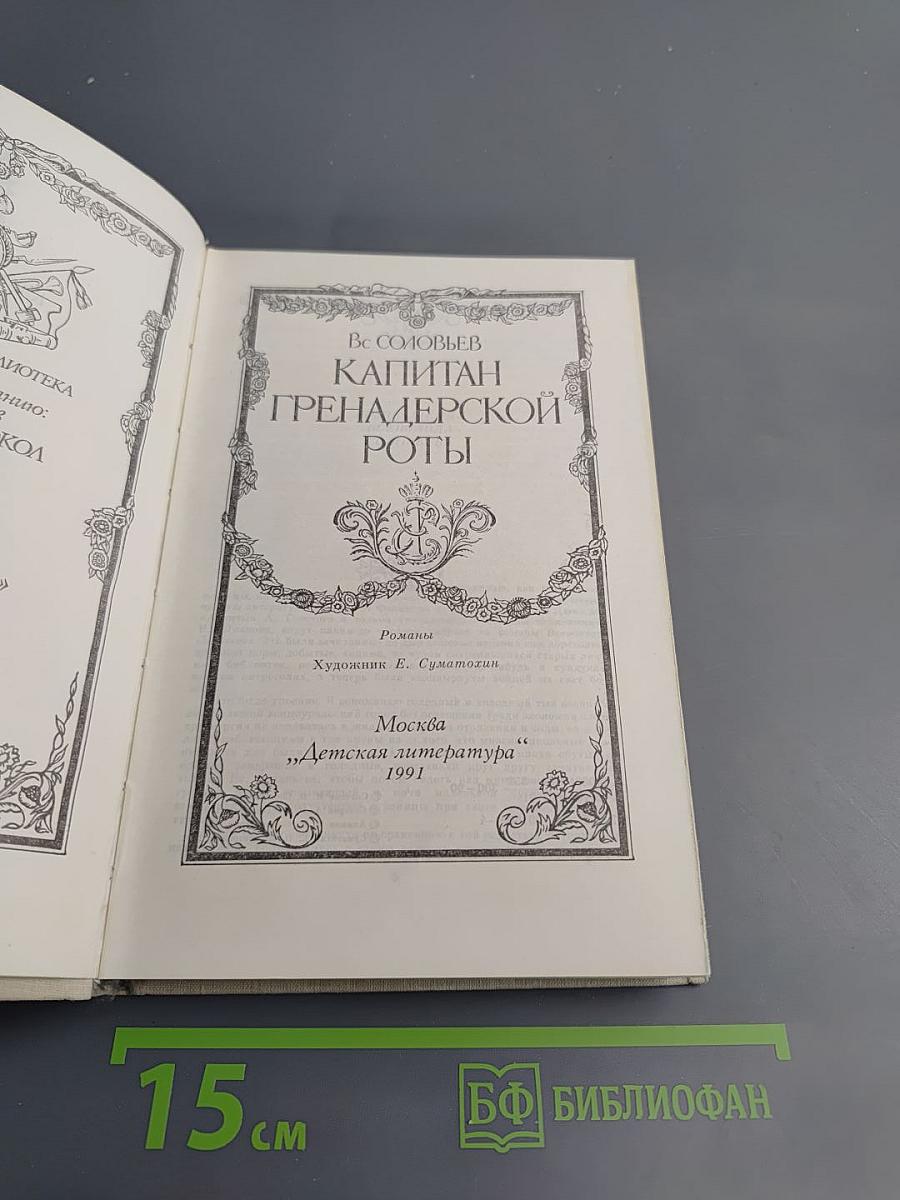 Вс СОЛОВЬЕВ
КАПИТАН
ГРЕНАДЕРСКОЙ
РОТЫ
Романы
Художник Е. Суматохин
Москва
„Детская литература“
1991
15 см
БФ БИБЛИОФАН